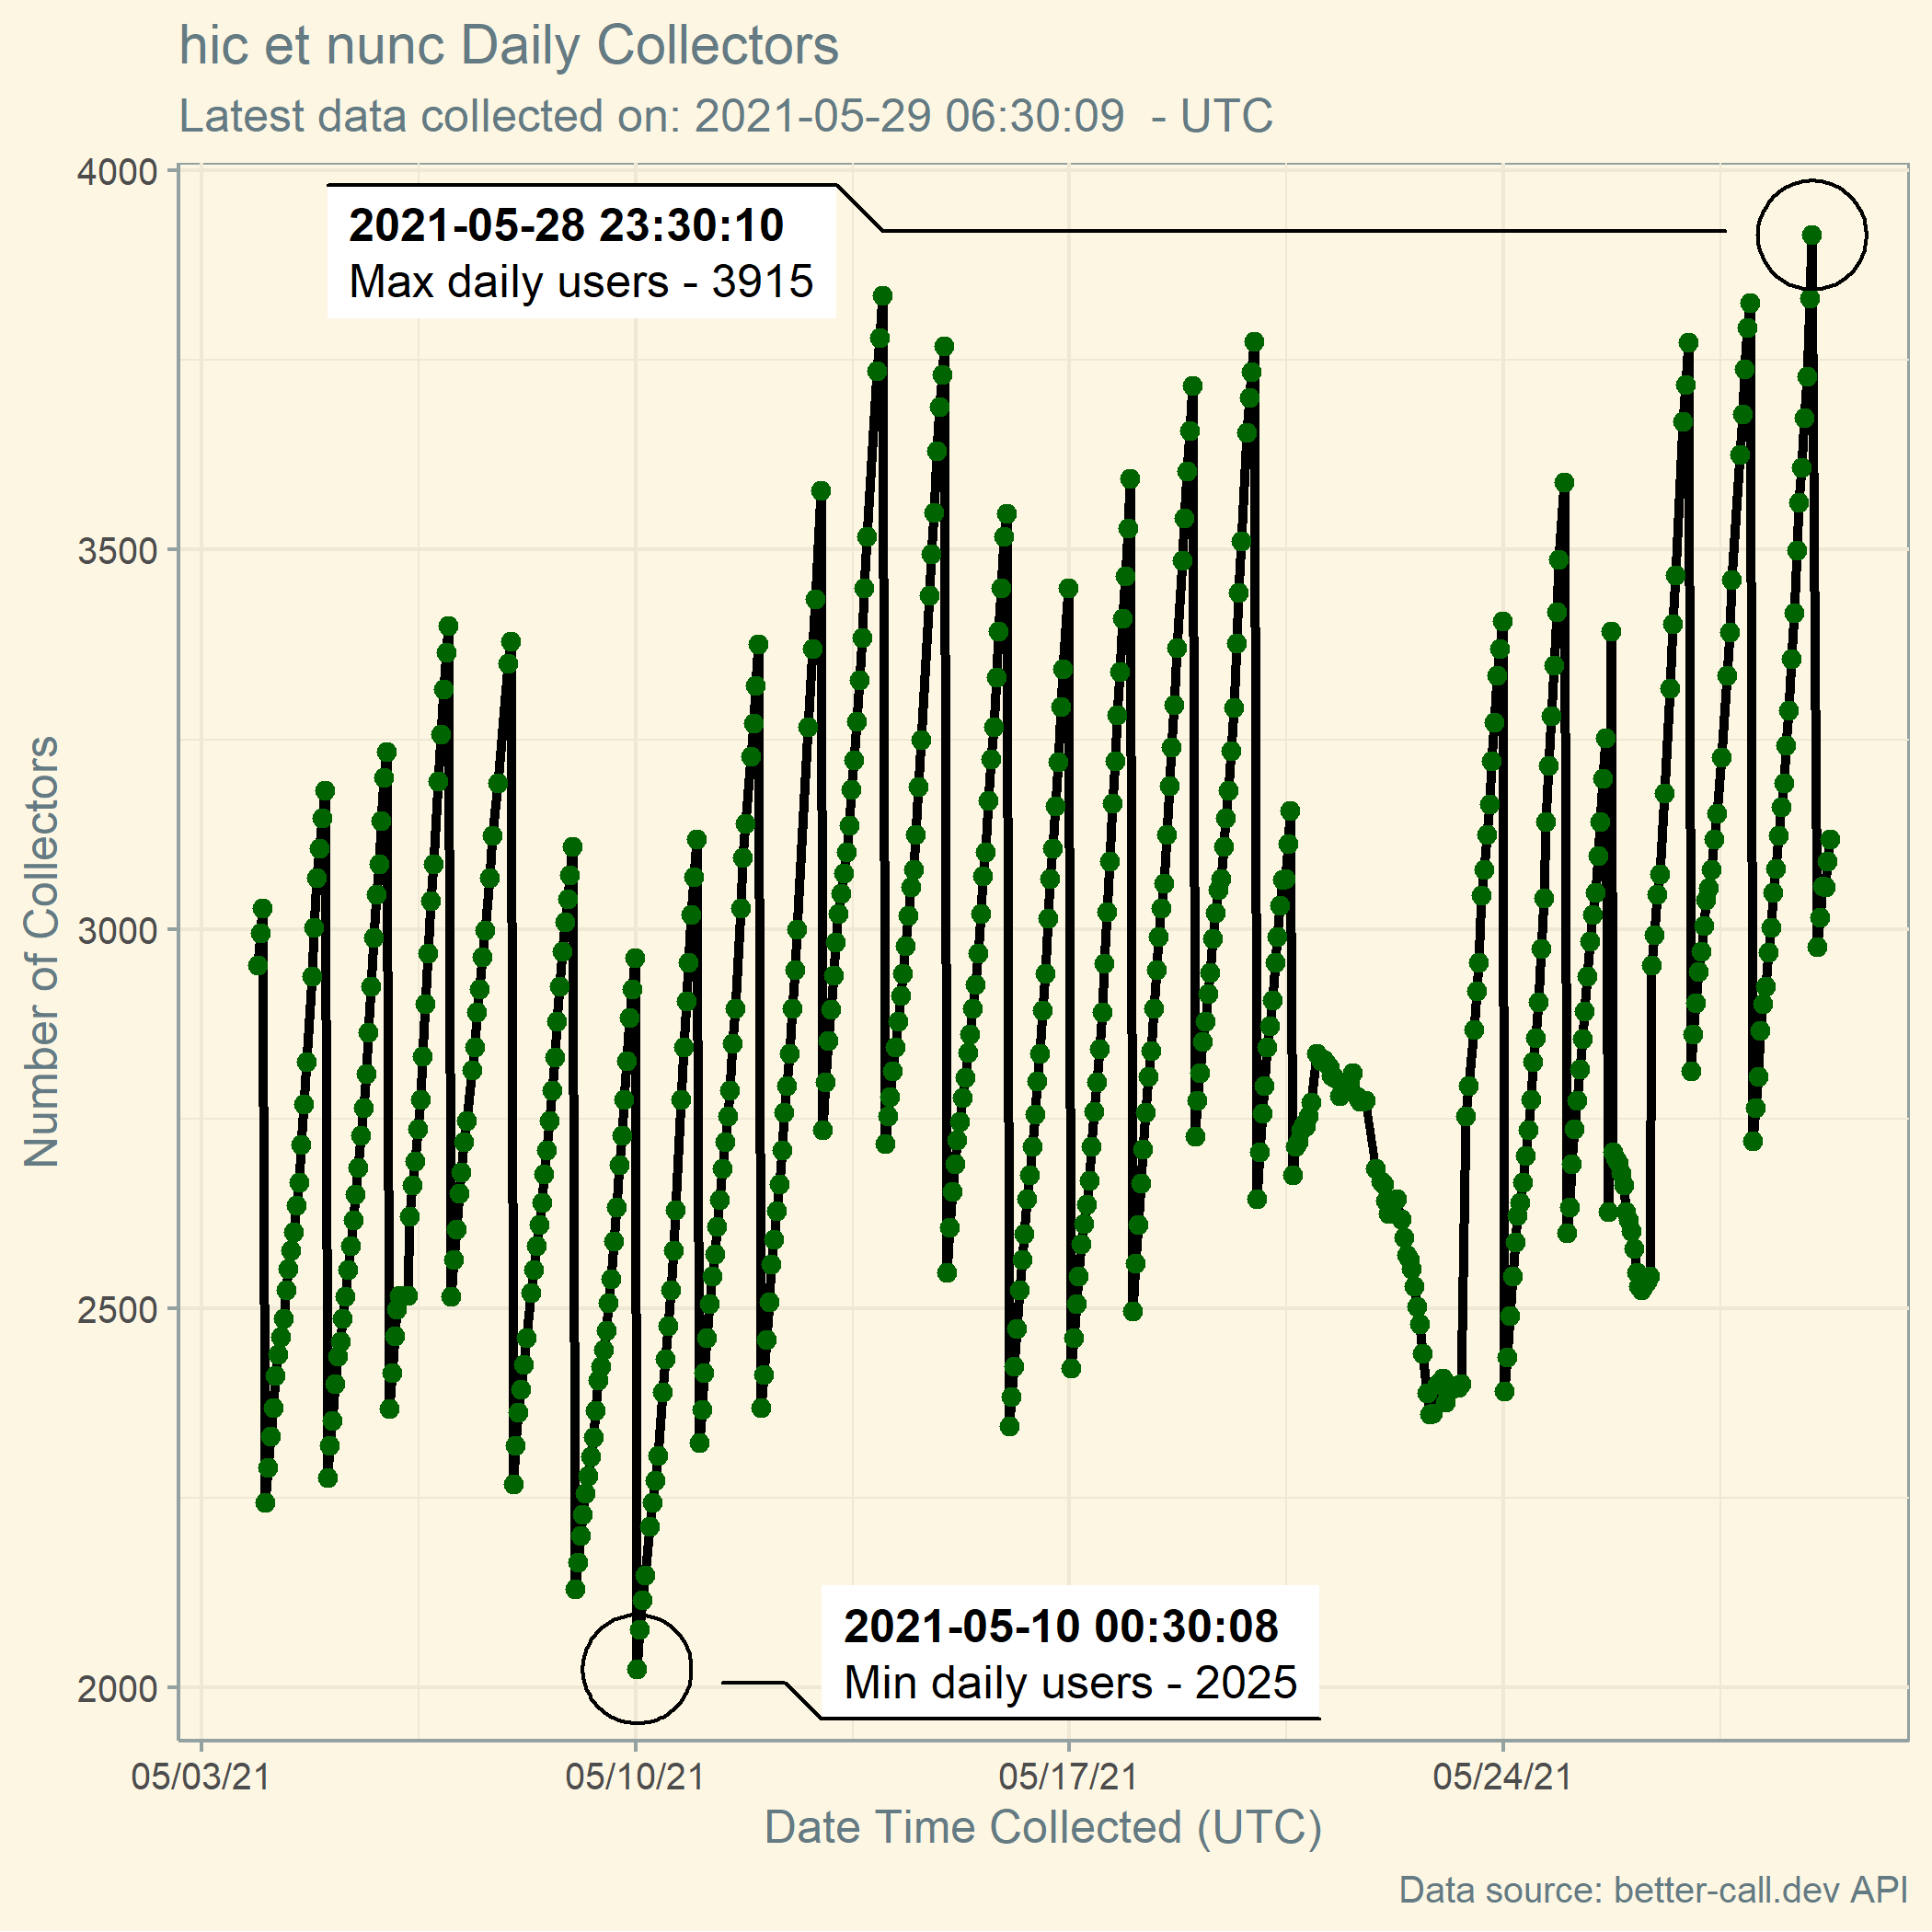 hic et nunc Daily Collectors
Latest data collected on: 2021-05-29 06:30:09  - UTC
4000
3500
3000
2500
2000
Number of Collectors
2021-05-28 23:30:10
Max daily users - 3915
2021-05-10 00:30:08
Min daily users - 2025
05/03/21
05/10/21
05/17/21
05/24/21
Date Time Collected (UTC)
Data source: better-call.dev API